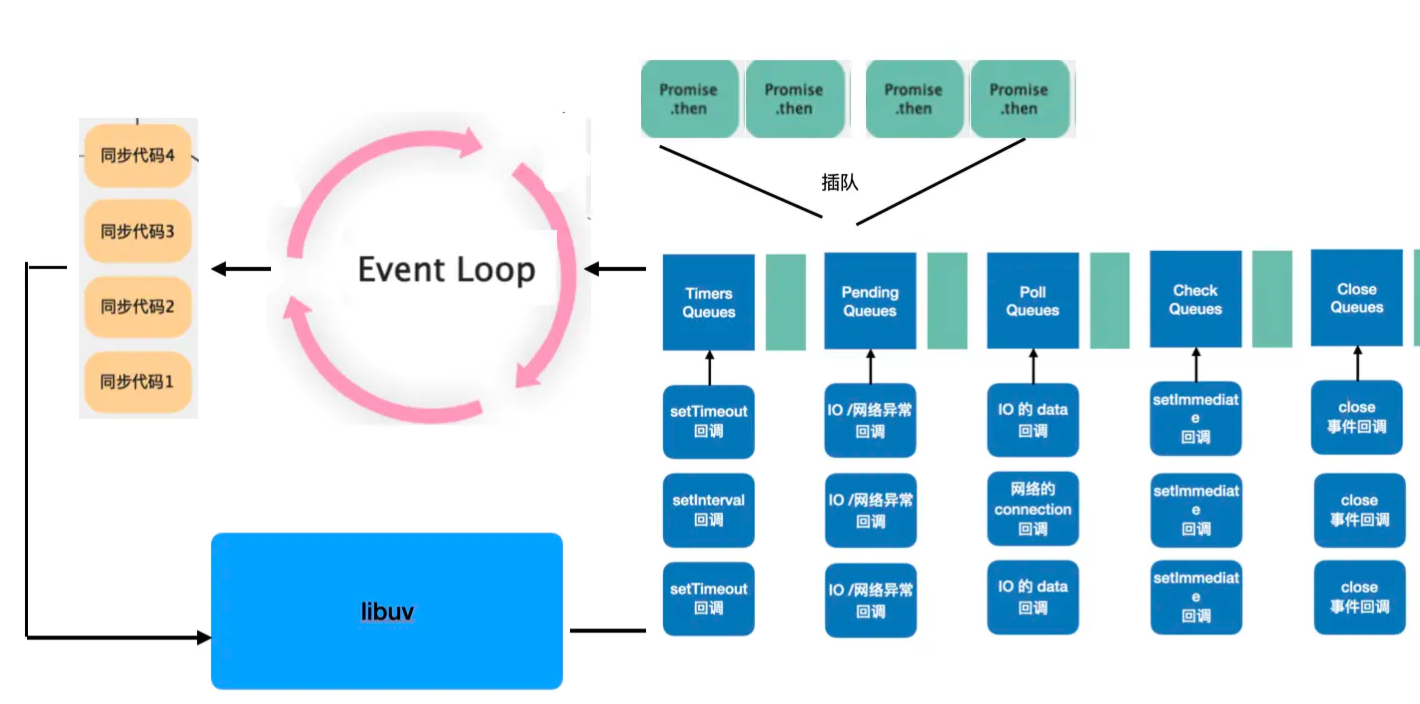 Promise
.then
Promise
.then
Promise
.then
Promise
.then
插队
同步代码4
同步代码3
同步代码2
同步代码1
Event Loop
Timers
Queues
Pending
Queues
Poll
Queues
Check
Queues
Close
Queues
setTimeout
回调
IO /网络异常
回调
IO 的 data
回调
setImmediat
e
回调
close
事件回调
setInterval
回调
IO /网络异常
回调
网络的
connection
回调
setImmediat
e
回调
close
事件回调
setTimeout
回调
IO /网络异常
回调
IO 的 data
回调
setImmediat
e
回调
close
事件回调
libuv